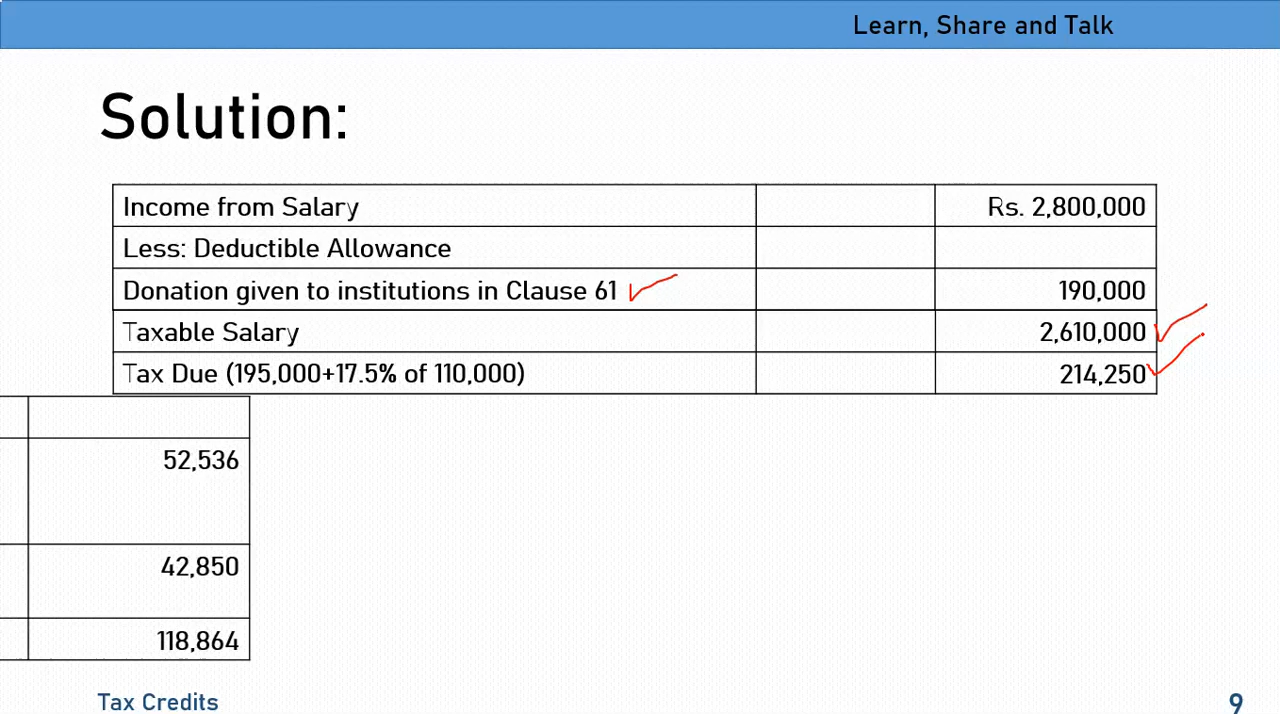 Learn, Share and Talk
Solution:
Income from Salary Rs. 2,800,000
Less: Deductible Allowance
Donation given to institutions in Clause 61 190,000
Taxable Salary 2,610,000
Tax Due (195,000+17.5% of 110,000) 214,250
52,536
42,850
118,864
Tax Credits 9